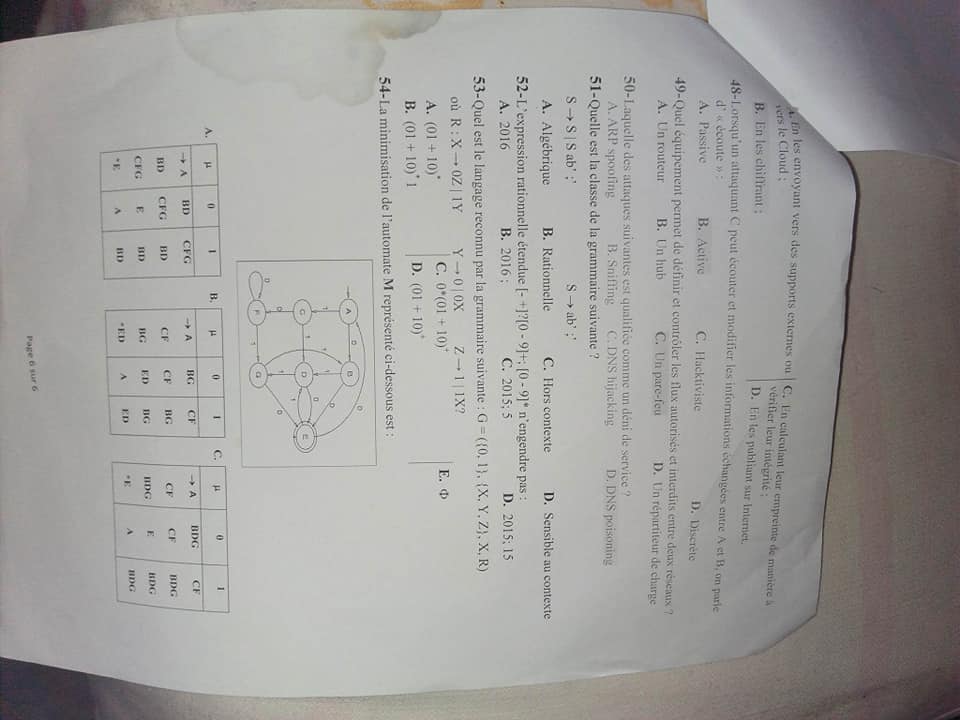 A. En les envoyant vers des supports externes ou vers le Cloud ;
B. En les chiffrant ;
C. En calculant leur empreinte de manière à vérifier leur intégrité ;
D. En les publiant sur Internet.
48-Lorsqu'un attaquant C peut écouter et modifier les informations échangées entre A et B, on parle
d' « écoute » :
A. Passive B. Active C. Hacktiviste D. Discrète
49-Quel équipement permet de définir et contrôler les flux autorisés et interdits entre deux réseaux ?
A. Un routeur B. Un hub C. Un pare-feu D. Un répartiteur de charge
50-Laquelle des attaques suivantes est qualifiée comme un déni de service ?
A. ARP spoofing B. Sniffing C. DNS hijacking D. DNS poisoning
51-Quelle est la classe de la grammaire suivante ?
S → S | S ab' ;' S → ab' ;'
A. Algébrique B. Rationnelle C. Hors contexte D. Sensible au contexte
52-L'expression rationnelle étendue [- +]?[0 - 9]+; [0 - 9]* n'engendre pas :
A. 2016 B. 2016 ; C. 2015; 5 D. 2015; 15
53-Quel est le langage reconnu par la grammaire suivante : G = ({0, 1}, {X, Y, Z}, X, R)
où R : X → 0Z | 1Y Y → 0 | 0X Z → 1 | 1X?
A. (01 + 10)*
B. (01 + 10)* 1
C. 0*(01 + 10)+
D. (01 + 10)+
E. Φ
54-La minimisation de l'automate M représenté ci-dessous est :
0
A 0 B
1 1 1 0
C 1 D 0 1 E
0 1 0
0 F 1 G
A.
μ 0 1
→ A BD CFG
BD CFG BD
CFG E BD
*E A BD
B.
μ 0 1
→ A BG CF
CF CF BG
BG ED BG
*ED A ED
C.
μ 0 1
→ A BDG CF
CF CF BDG
BDG E BDG
*E A BDG
Page 6 sur 6